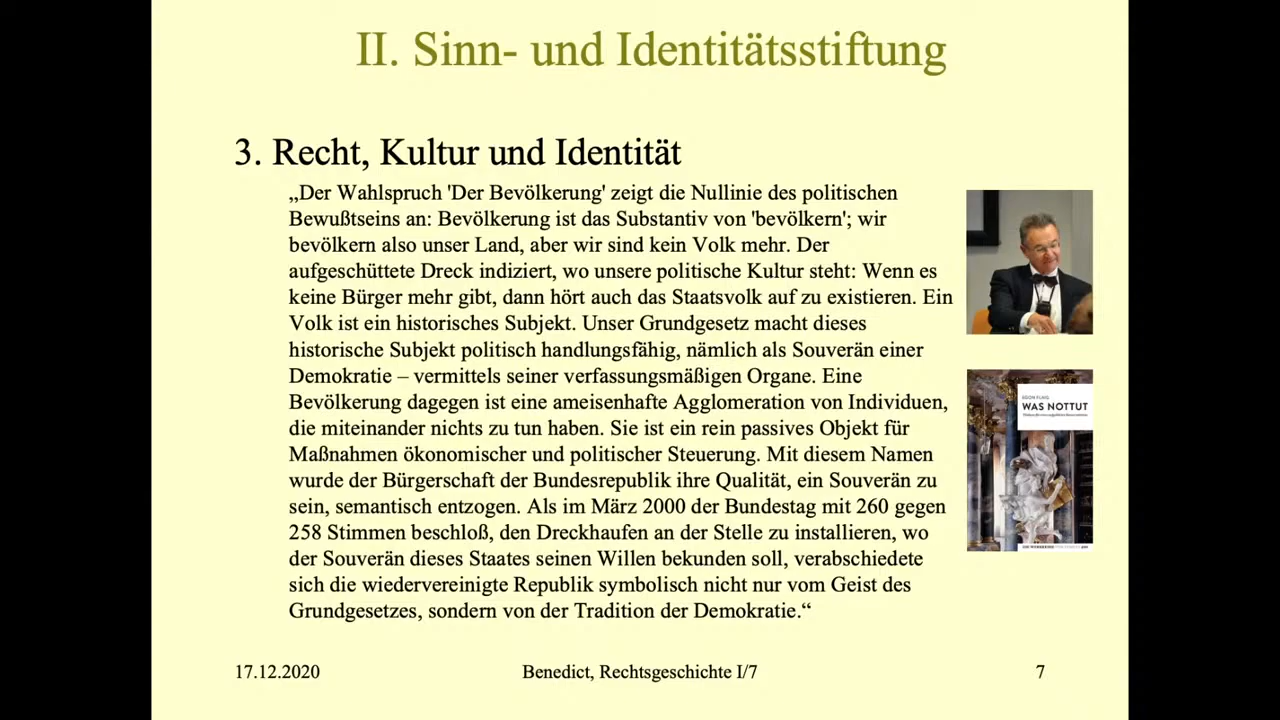 II. Sinn- und Identitätsstiftung
3. Recht, Kultur und Identität
„Der Wahlspruch 'Der Bevölkerung' zeigt die Nullinie des politischen
Bewußtseins an: Bevölkerung ist das Substantiv von 'bevölkern'; wir
bevölkern also unser Land, aber wir sind kein Volk mehr. Der
aufgeschüttete Dreck indiziert, wo unsere politische Kultur steht: Wenn es
keine Bürger mehr gibt, dann hört auch das Staatsvolk auf zu existieren. Ein
Volk ist ein historisches Subjekt. Unser Grundgesetz macht dieses
historische Subjekt politisch handlungsfähig, nämlich als Souverän einer
Demokratie – vermittels seiner verfassungsmäßigen Organe. Eine
Bevölkerung dagegen ist eine ameisenhafte Agglomeration von Individuen,
die miteinander nichts zu tun haben. Sie ist ein rein passives Objekt für
Maßnahmen ökonomischer und politischer Steuerung. Mit diesem Namen
wurde der Bürgerschaft der Bundesrepublik ihre Qualität, ein Souverän zu
sein, semantisch entzogen. Als im März 2000 der Bundestag mit 260 gegen
258 Stimmen beschloß, den Dreckhaufen an der Stelle zu installieren, wo
der Souverän dieses Staates seinen Willen bekunden soll, verabschiedete
sich die wiedervereinigte Republik symbolisch nicht nur vom Geist des
Grundgesetzes, sondern von der Tradition der Demokratie.“
EGON FLAIG
WAS NOTTUT
17.12.2020
Benedict, Rechtsgeschichte I/7
7